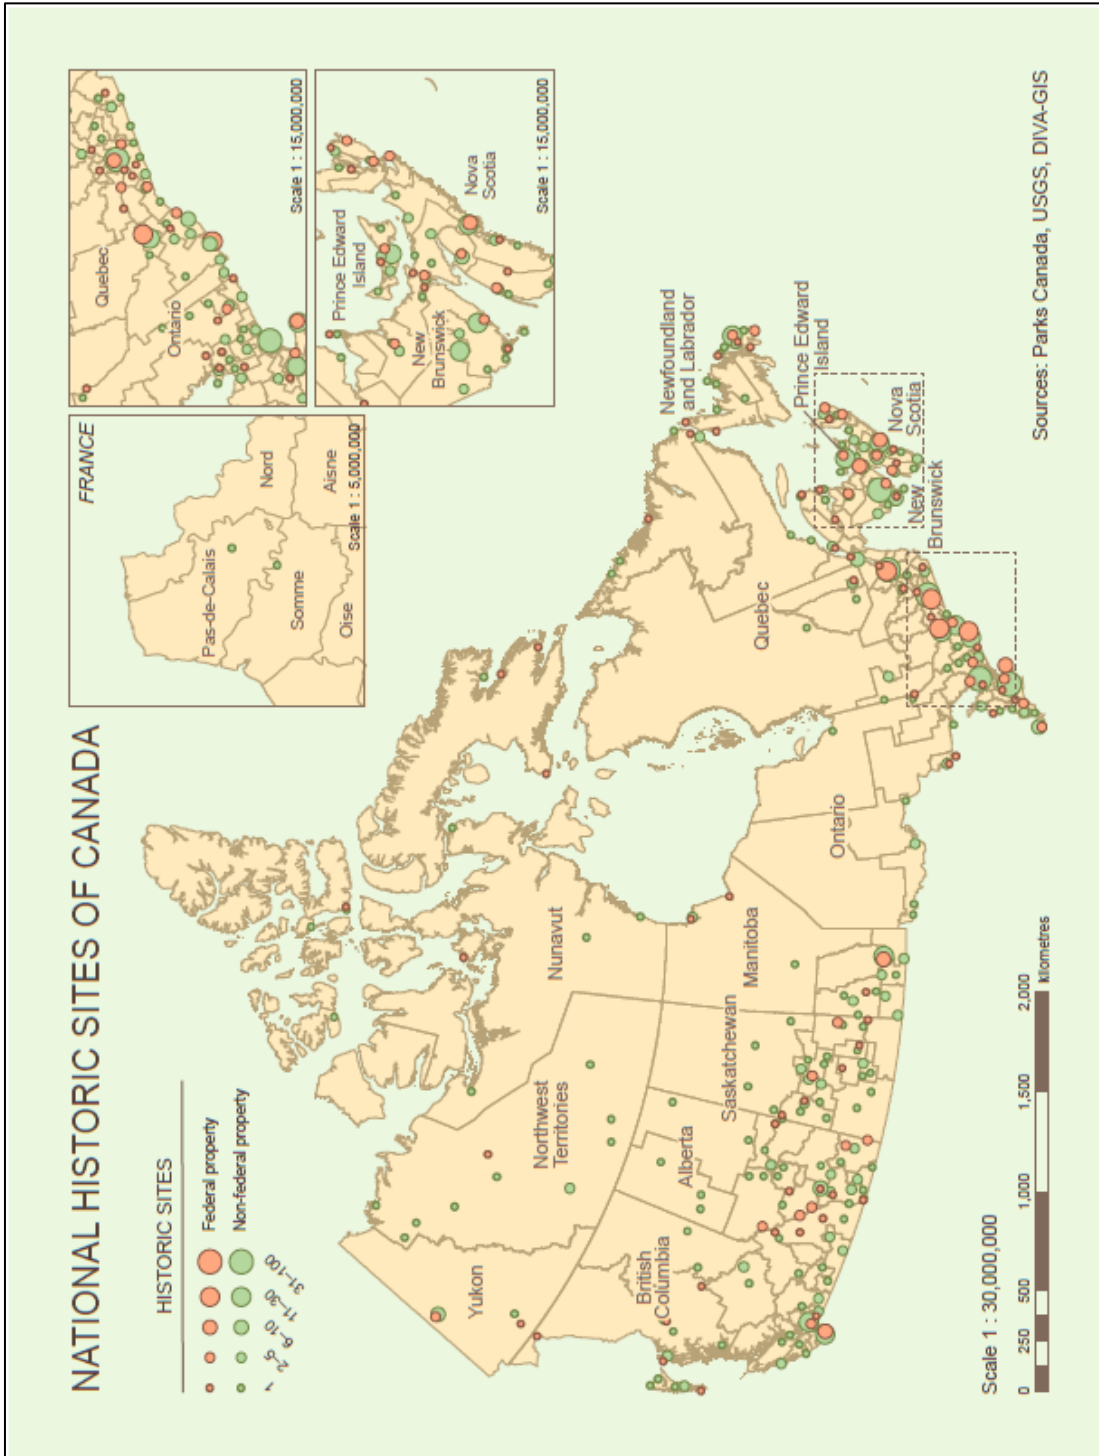 NATIONAL HISTORIC SITES OF CANADA
HISTORIC SITES
Federal property
Non-federal property
1
2–5
6–10
11–30
31–100
FRANCE
Pas-de-Calais
Nord
Somme
Aisne
Oise
Scale 1 : 5,000,000
Quebec
Ontario
Scale 1 : 15,000,000
Prince Edward
Island
New
Brunswick
Nova
Scotia
Scale 1 : 15,000,000
Yukon
Northwest
Territories
Nunavut
British
Columbia
Alberta
Saskatchewan
Manitoba
Ontario
Quebec
Newfoundland
and Labrador
Prince Edward
Island
Nova
Scotia
New
Brunswick
Scale 1 : 30,000,000
0
250
500
1,000
1,500
2,000
kilometres
Sources: Parks Canada, USGS, DIVA-GIS